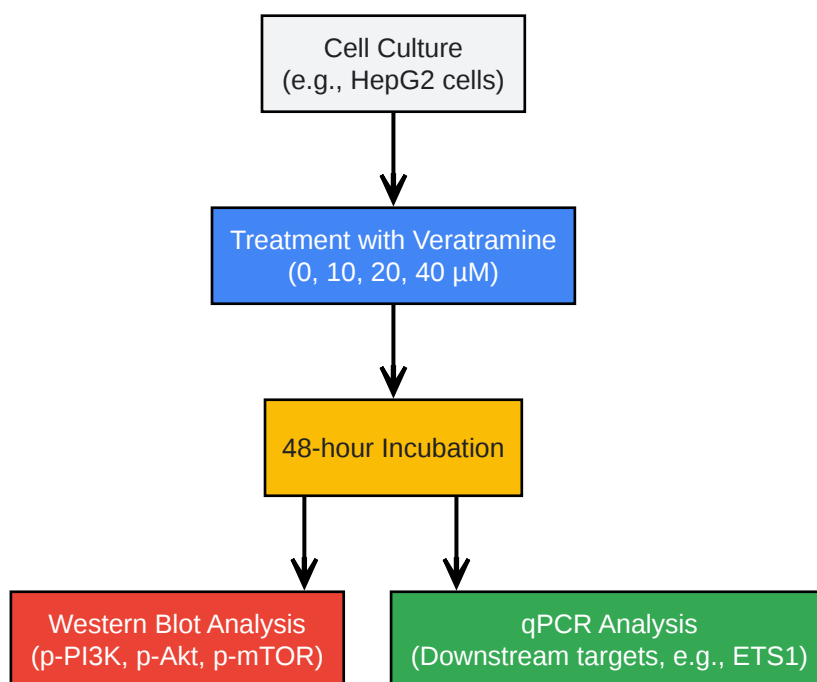 Cell Culture
(e.g., HepG2 cells)
Treatment with Veratramine
(0, 10, 20, 40 µM)
48-hour Incubation
Western Blot Analysis
(p-PI3K, p-Akt, p-mTOR)
qPCR Analysis
(Downstream targets, e.g., ETS1)